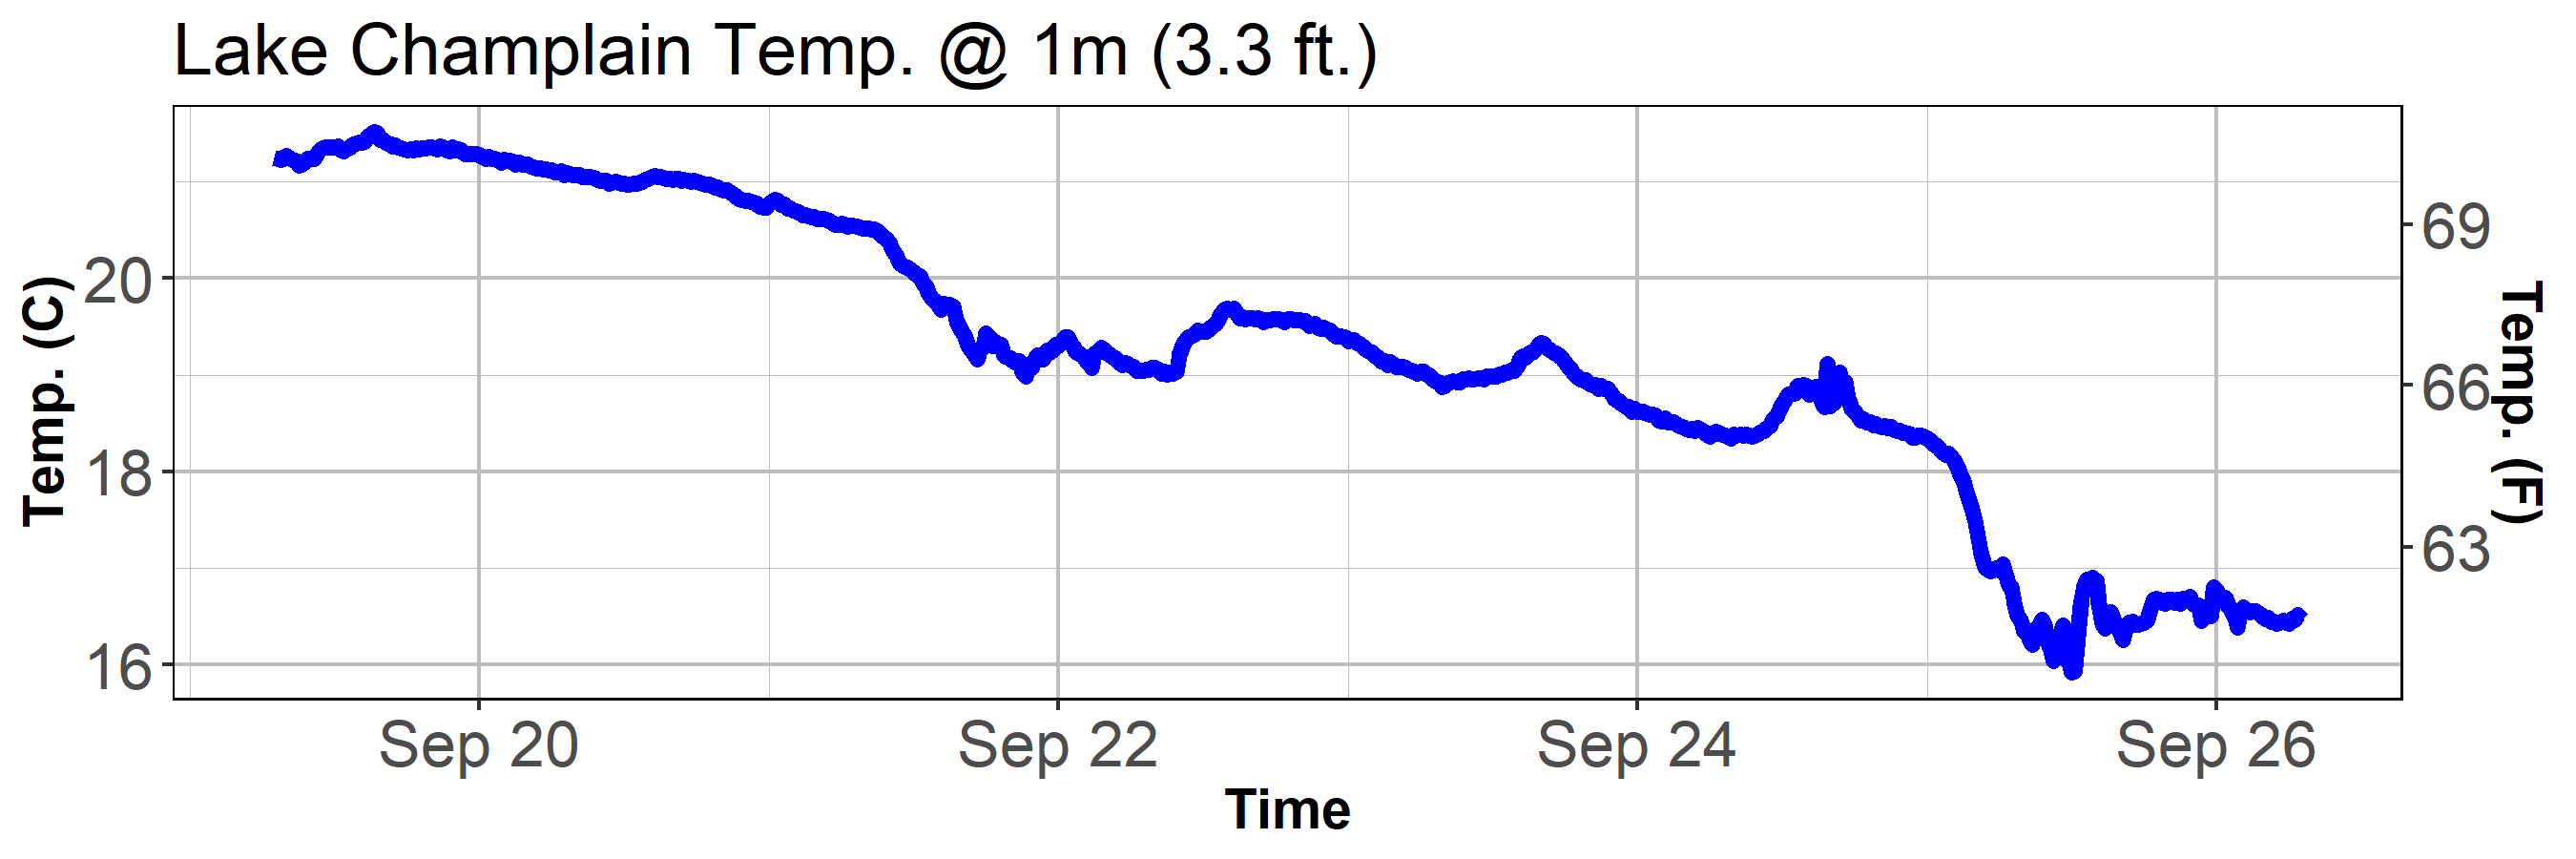 Lake Champlain Temp. @ 1m (3.3 ft.)
Temp. (C)
20
18
16
69
66
63
Temp. (F)
Sep 20
Sep 22
Sep 24
Sep 26
Time